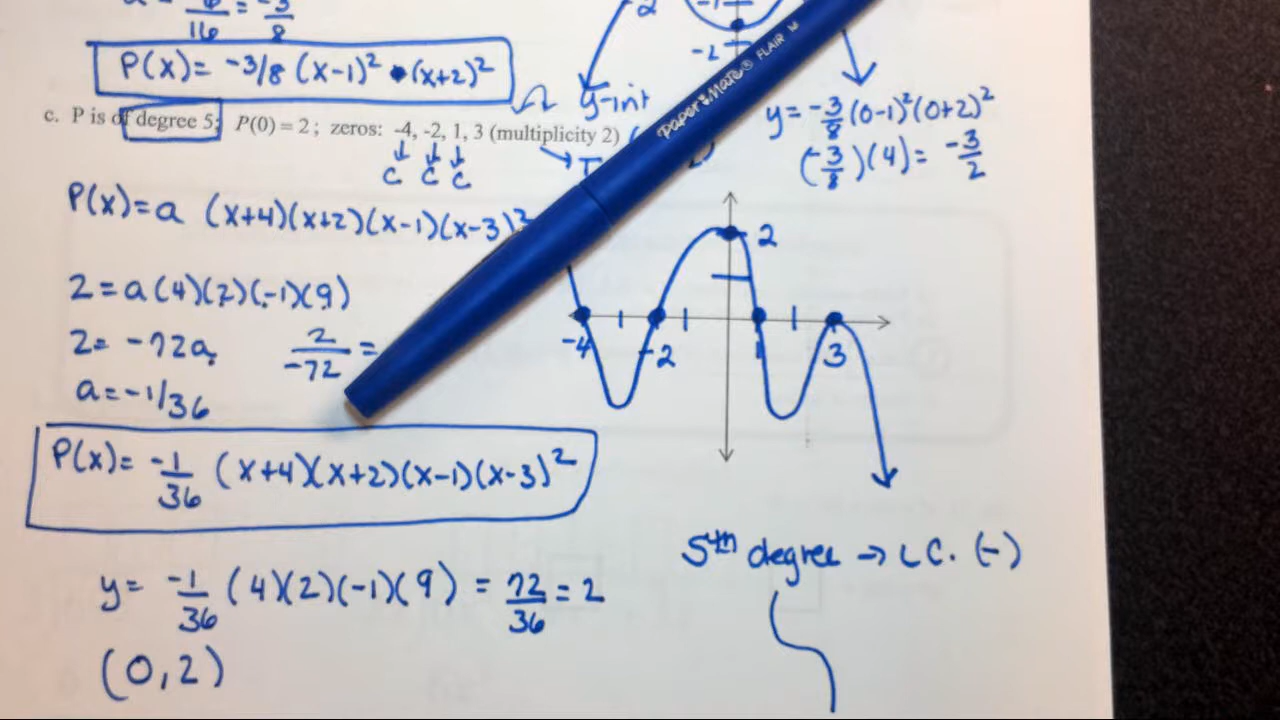 16 8
-2
P(x) = -3/8 (x-1)² •(x+2)²
y-int
PAPER MATE® FLAIR M
y = -3/8 (0-1)²(0+2)²
c. P is of degree 5; P(0) = 2; zeros: -4, -2, 1, 3 (multiplicity 2)
(-3/8)(4) = -3/2
C C C
P(x) = a (x+4)(x+2)(x-1)(x-3)²
2
2 = a(4)(2)(-1)(9)
2 = -72a
2/-72 =
-4 -2 1 3
a = -1/36
P(x) = -1/36 (x+4)(x+2)(x-1)(x-3)²
5th degree → LC. (-)
y = -1/36 (4)(2)(-1)(9) = 72/36 = 2
(0,2)